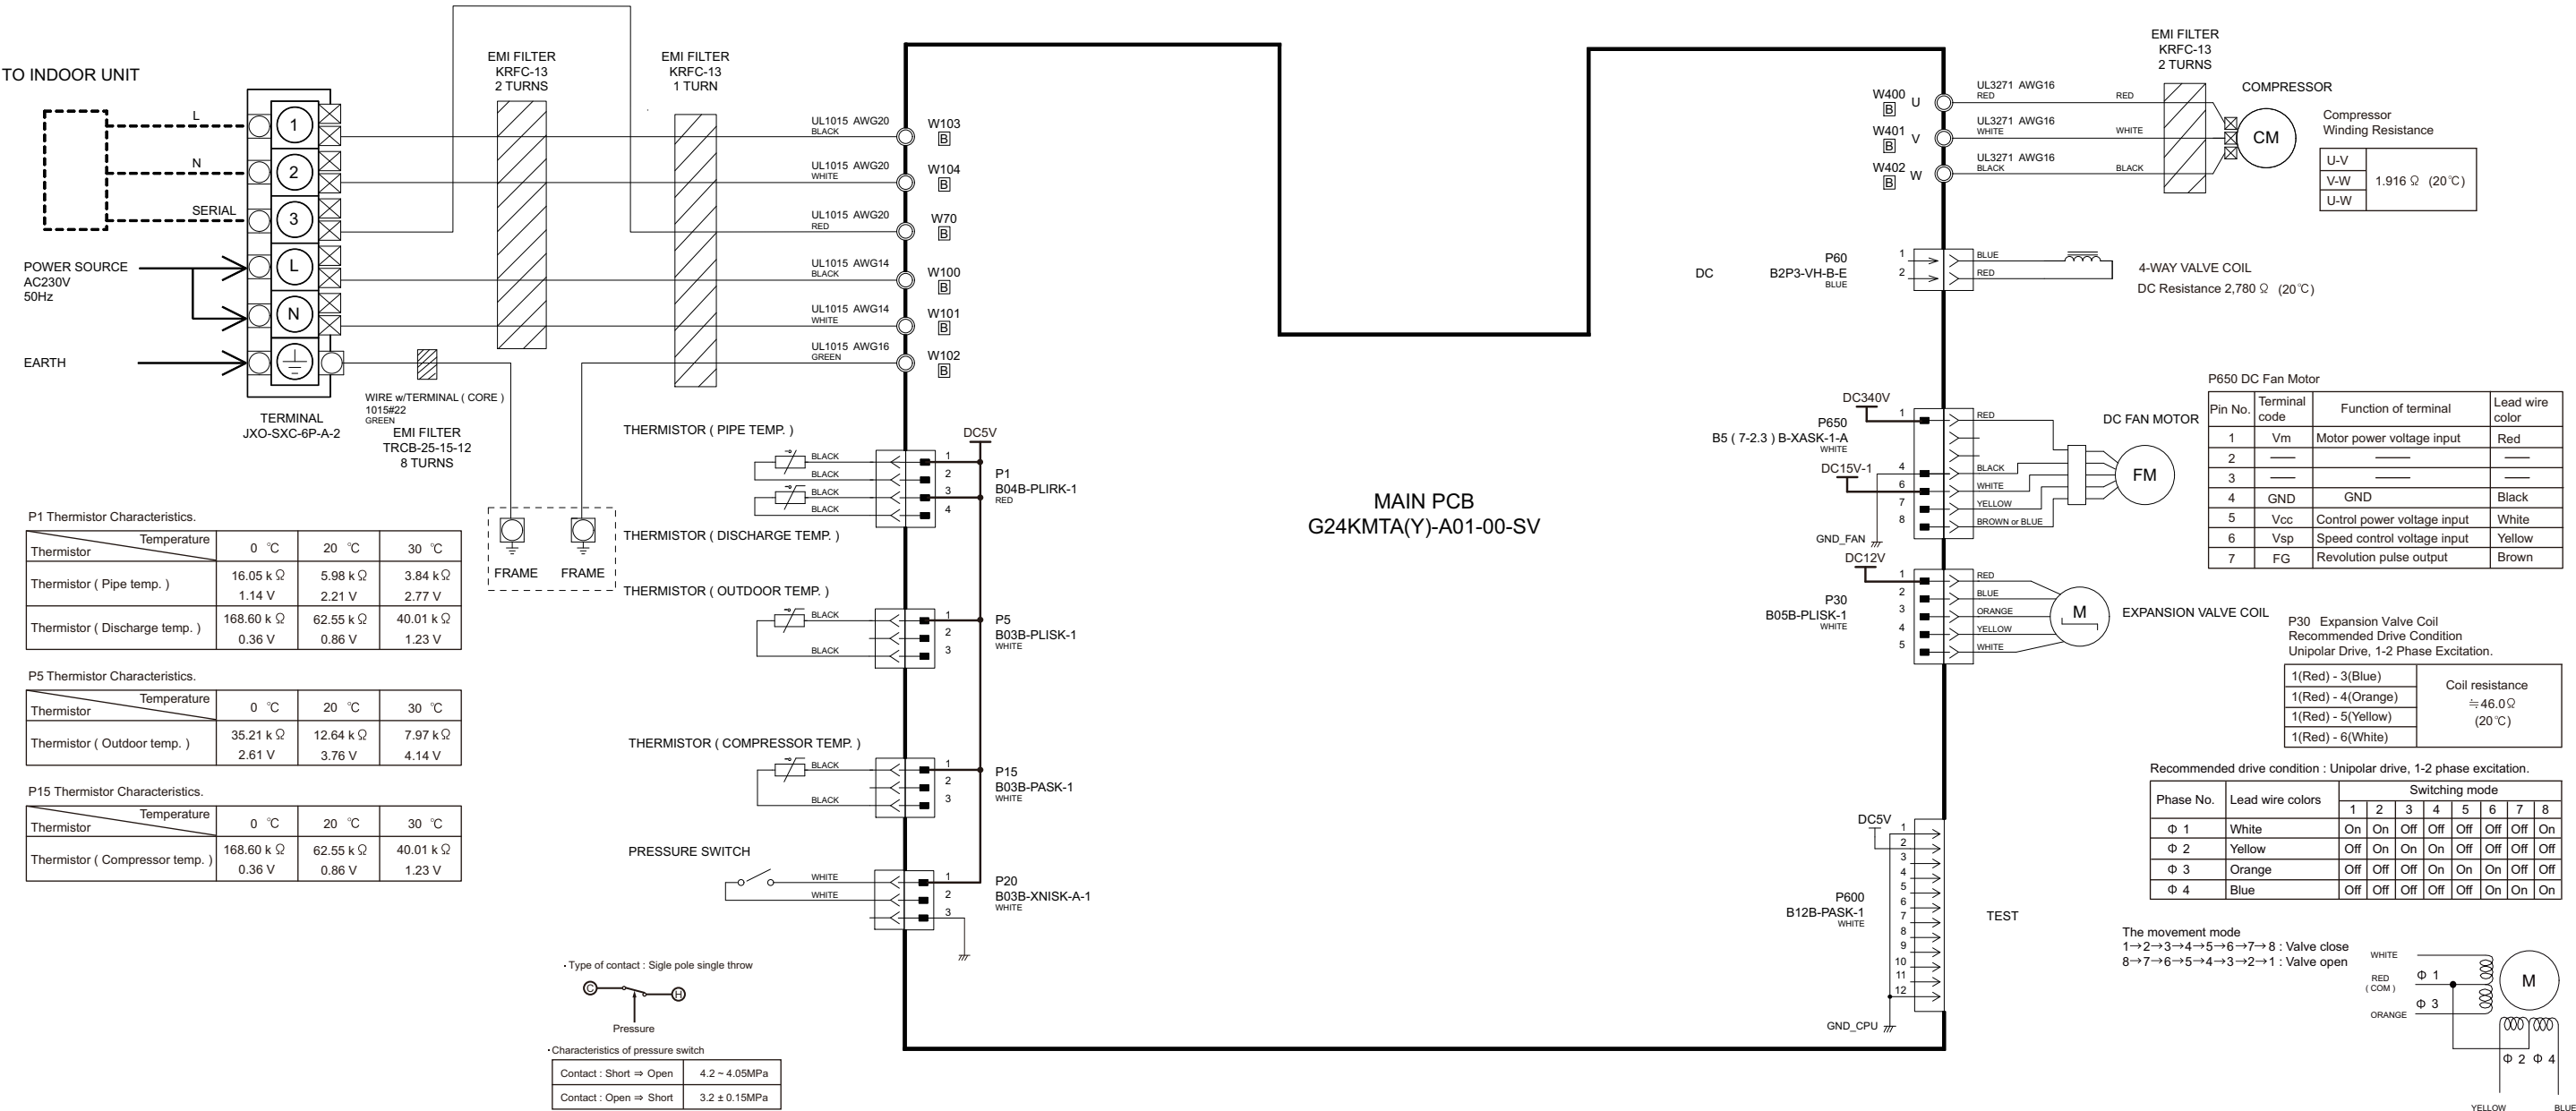 TO INDOOR UNIT
L
N
SERIAL
POWER SOURCE
AC230V
50Hz
EARTH
1
2
3
L
N
TERMINAL
JXO-SXC-6P-A-2
EMI FILTER
KRFC-13
2 TURNS
EMI FILTER
KRFC-13
1 TURN
WIRE w/TERMINAL ( CORE )
1015#22
GREEN
EMI FILTER
TRCB-25-15-12
8 TURNS
FRAME
FRAME
UL1015 AWG20
BLACK
W103
B
UL1015 AWG20
WHITE
W104
B
UL1015 AWG20
RED
W70
B
UL1015 AWG14
BLACK
W100
B
UL1015 AWG14
WHITE
W101
B
UL1015 AWG16
GREEN
W102
B
THERMISTOR ( PIPE TEMP. )
DC5V
BLACK
BLACK
BLACK
BLACK
1
2
3
4
P1
B04B-PLIRK-1
RED
THERMISTOR ( DISCHARGE TEMP. )
THERMISTOR ( OUTDOOR TEMP. )
BLACK
BLACK
1
2
3
P5
B03B-PLISK-1
WHITE
THERMISTOR ( COMPRESSOR TEMP. )
BLACK
BLACK
1
2
3
P15
B03B-PASK-1
WHITE
PRESSURE SWITCH
WHITE
WHITE
1
2
3
P20
B03B-XNISK-A-1
WHITE
· Type of contact : Sigle pole single throw
C
H
Pressure
· Characteristics of pressure switch
Contact : Short ⇒ Open 4.2 ~ 4.05MPa
Contact : Open ⇒ Short 3.2 ± 0.15MPa
P1 Thermistor Characteristics.
Temperature
Thermistor 0 ℃ 20 ℃ 30 ℃
Thermistor ( Pipe temp. ) 16.05 k Ω 5.98 k Ω 3.84 k Ω
1.14 V 2.21 V 2.77 V
Thermistor ( Discharge temp. ) 168.60 k Ω 62.55 k Ω 40.01 k Ω
0.36 V 0.86 V 1.23 V
P5 Thermistor Characteristics.
Temperature
Thermistor 0 ℃ 20 ℃ 30 ℃
Thermistor ( Outdoor temp. ) 35.21 k Ω 12.64 k Ω 7.97 k Ω
2.61 V 3.76 V 4.14 V
P15 Thermistor Characteristics.
Temperature
Thermistor 0 ℃ 20 ℃ 30 ℃
Thermistor ( Compressor temp. ) 168.60 k Ω 62.55 k Ω 40.01 k Ω
0.36 V 0.86 V 1.23 V
MAIN PCB
G24KMTA(Y)-A01-00-SV
EMI FILTER
KRFC-13
2 TURNS
COMPRESSOR
W400
B
U
UL3271 AWG16
RED
RED
W401
B
V
UL3271 AWG16
WHITE
WHITE
W402
B
W
UL3271 AWG16
BLACK
BLACK
CM
Compressor
Winding Resistance
U-V
V-W
U-W
1.916 Ω (20℃)
DC
P60
B2P3-VH-B-E
BLUE
1
2
BLUE
RED
4-WAY VALVE COIL
DC Resistance 2,780 Ω (20℃)
DC340V
P650
B5 ( 7-2.3 ) B-XASK-1-A
WHITE
DC15V-1
1
4
6
7
8
RED
BLACK
WHITE
YELLOW
BROWN or BLUE
GND_FAN
DC FAN MOTOR
FM
P650 DC Fan Motor
Pin No. Terminal code Function of terminal Lead wire color
1 Vm Motor power voltage input Red
2 — — —
3 — — —
4 GND GND Black
5 Vcc Control power voltage input White
6 Vsp Speed control voltage input Yellow
7 FG Revolution pulse output Brown
DC12V
P30
B05B-PLISK-1
WHITE
1
2
3
4
5
RED
BLUE
ORANGE
YELLOW
WHITE
M
EXPANSION VALVE COIL
P30 Expansion Valve Coil
Recommended Drive Condition
Unipolar Drive, 1-2 Phase Excitation.
1(Red) - 3(Blue)
1(Red) - 4(Orange)
1(Red) - 5(Yellow)
1(Red) - 6(White)
Coil resistance
≒46.0Ω
(20℃)
Recommended drive condition : Unipolar drive, 1-2 phase excitation.
Phase No. Lead wire colors Switching mode
1 2 3 4 5 6 7 8
Φ 1 White On On Off Off Off Off Off On
Φ 2 Yellow Off On On On Off Off Off Off
Φ 3 Orange Off Off Off On On On Off Off
Φ 4 Blue Off Off Off Off Off On On On
The movement mode
1→2→3→4→5→6→7→8 : Valve close
8→7→6→5→4→3→2→1 : Valve open
WHITE
RED
( COM )
ORANGE
Φ 1
Φ 3
M
Φ 2 Φ 4
YELLOW
BLUE
DC5V
P600
B12B-PASK-1
WHITE
1
2
3
4
5
6
7
8
9
10
11
12
GND_CPU
TEST